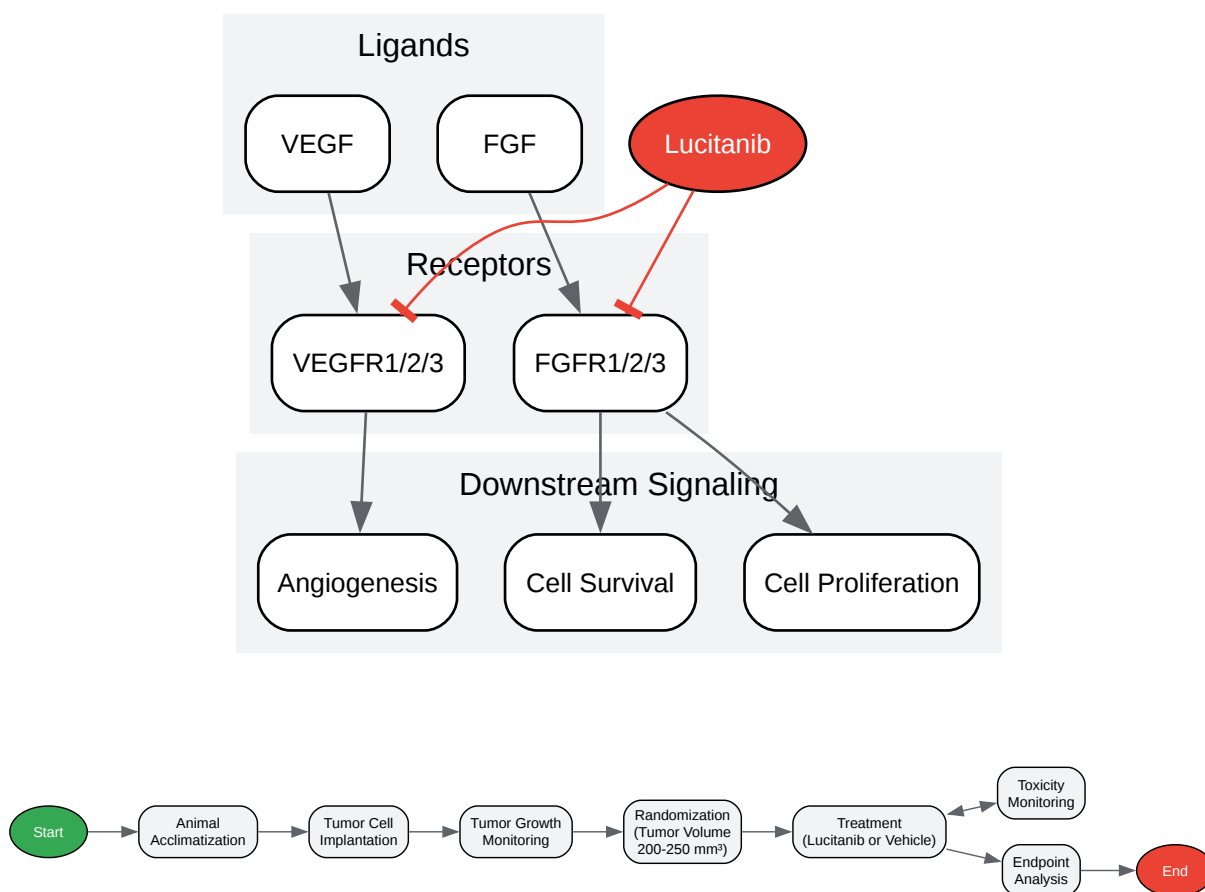 Ligands
VEGF
FGF
Lucitanib
Receptors
VEGFR1/2/3
FGFR1/2/3
Downstream Signaling
Angiogenesis
Cell Survival
Cell Proliferation
Start
Animal
Acclimatization
Tumor Cell
Implantation
Tumor Growth
Monitoring
Randomization
(Tumor Volume
200-250 mm³)
Treatment
(Lucitanib or Vehicle)
Toxicity
Monitoring
Endpoint
Analysis
End